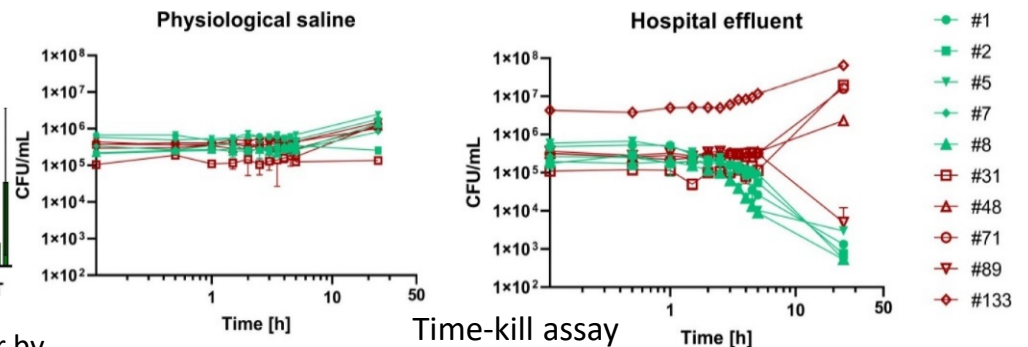 Physiological saline
1×10⁸
1×10⁷
1×10⁶
1×10⁵
1×10⁴
1×10³
1×10²
CFU/mL
1 10 50
Time [h]
Hospital effluent
1×10⁸
1×10⁷
1×10⁶
1×10⁵
1×10⁴
1×10³
1×10²
CFU/mL
1 10 50
Time [h]
#1
#2
#5
#7
#8
#31
#48
#71
#89
#133
Time-kill assay
by